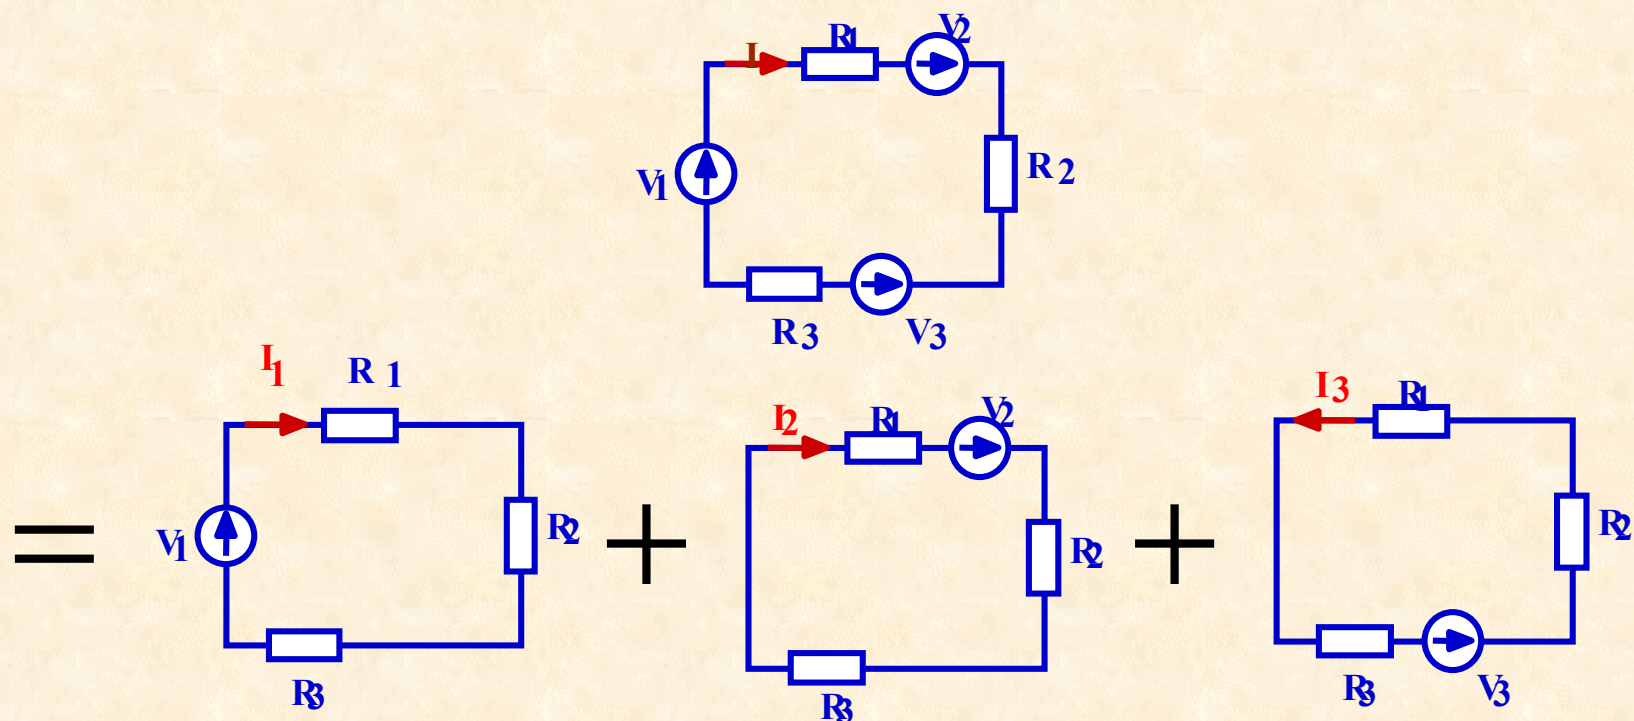 I R1 V2
V1 R2
R3 V3
I1 R1
V1 R2
R3
=
I2 R1 V2
R2
R3
+
I3 R1
R2
R3 V3
+